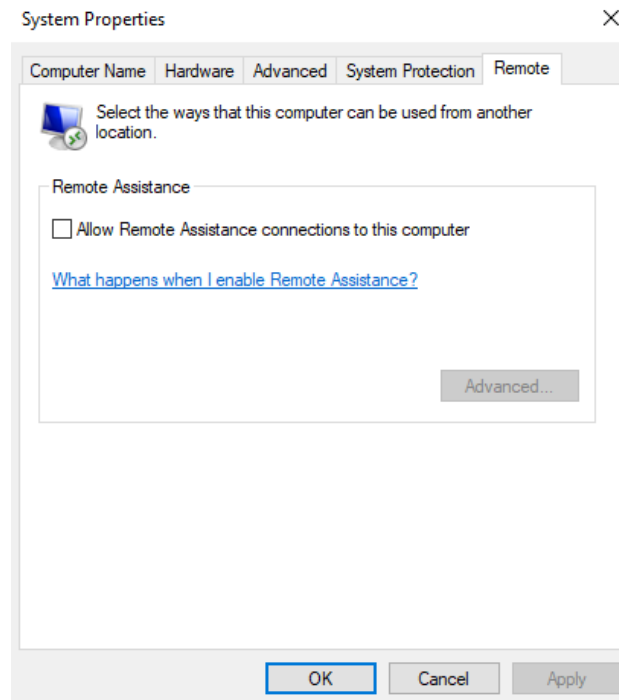 System Properties
Computer Name
Hardware
Advanced
System Protection
Remote
Select the ways that this computer can be used from another
location.
Remote Assistance
Allow Remote Assistance connections to this computer
What happens when I enable Remote Assistance?
Advanced...
OK
Cancel
Apply